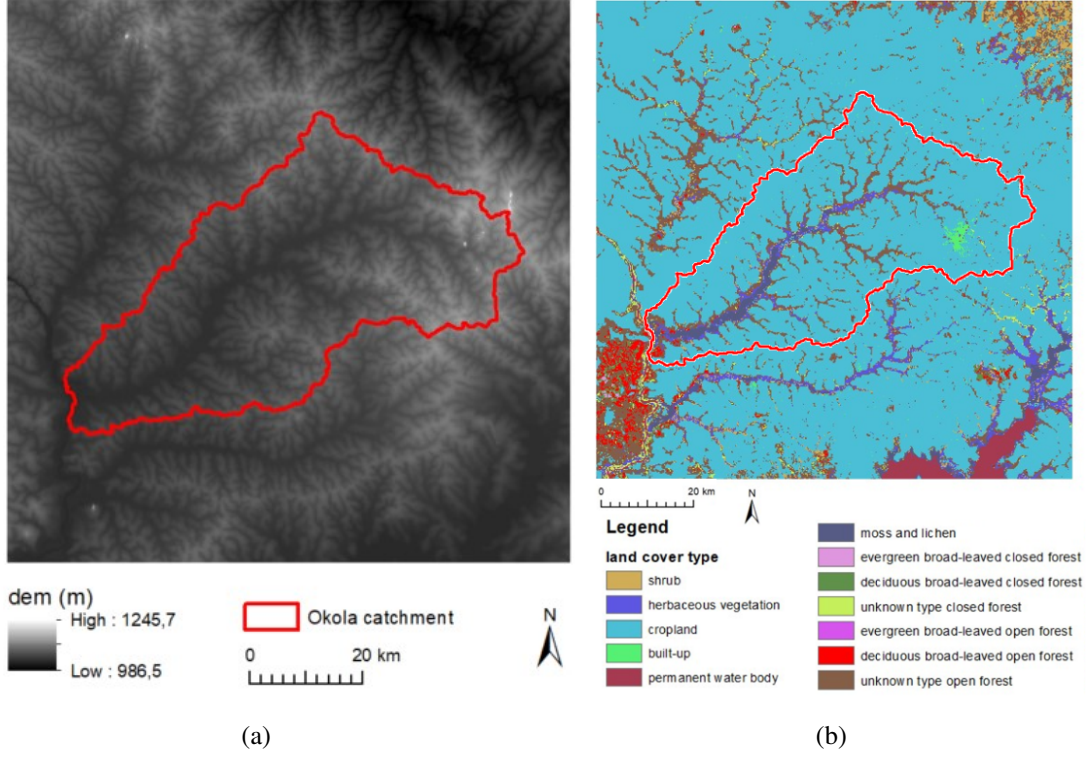 dem (m)
High : 1245,7
Low : 986,5
Okola catchment
0 20 km
N
(a)
0 20 km
N
Legend
land cover type
shrub
herbaceous vegetation
cropland
built-up
permanent water body
moss and lichen
evergreen broad-leaved closed forest
deciduous broad-leaved closed forest
unknown type closed forest
evergreen broad-leaved open forest
deciduous broad-leaved open forest
unknown type open forest
(b)